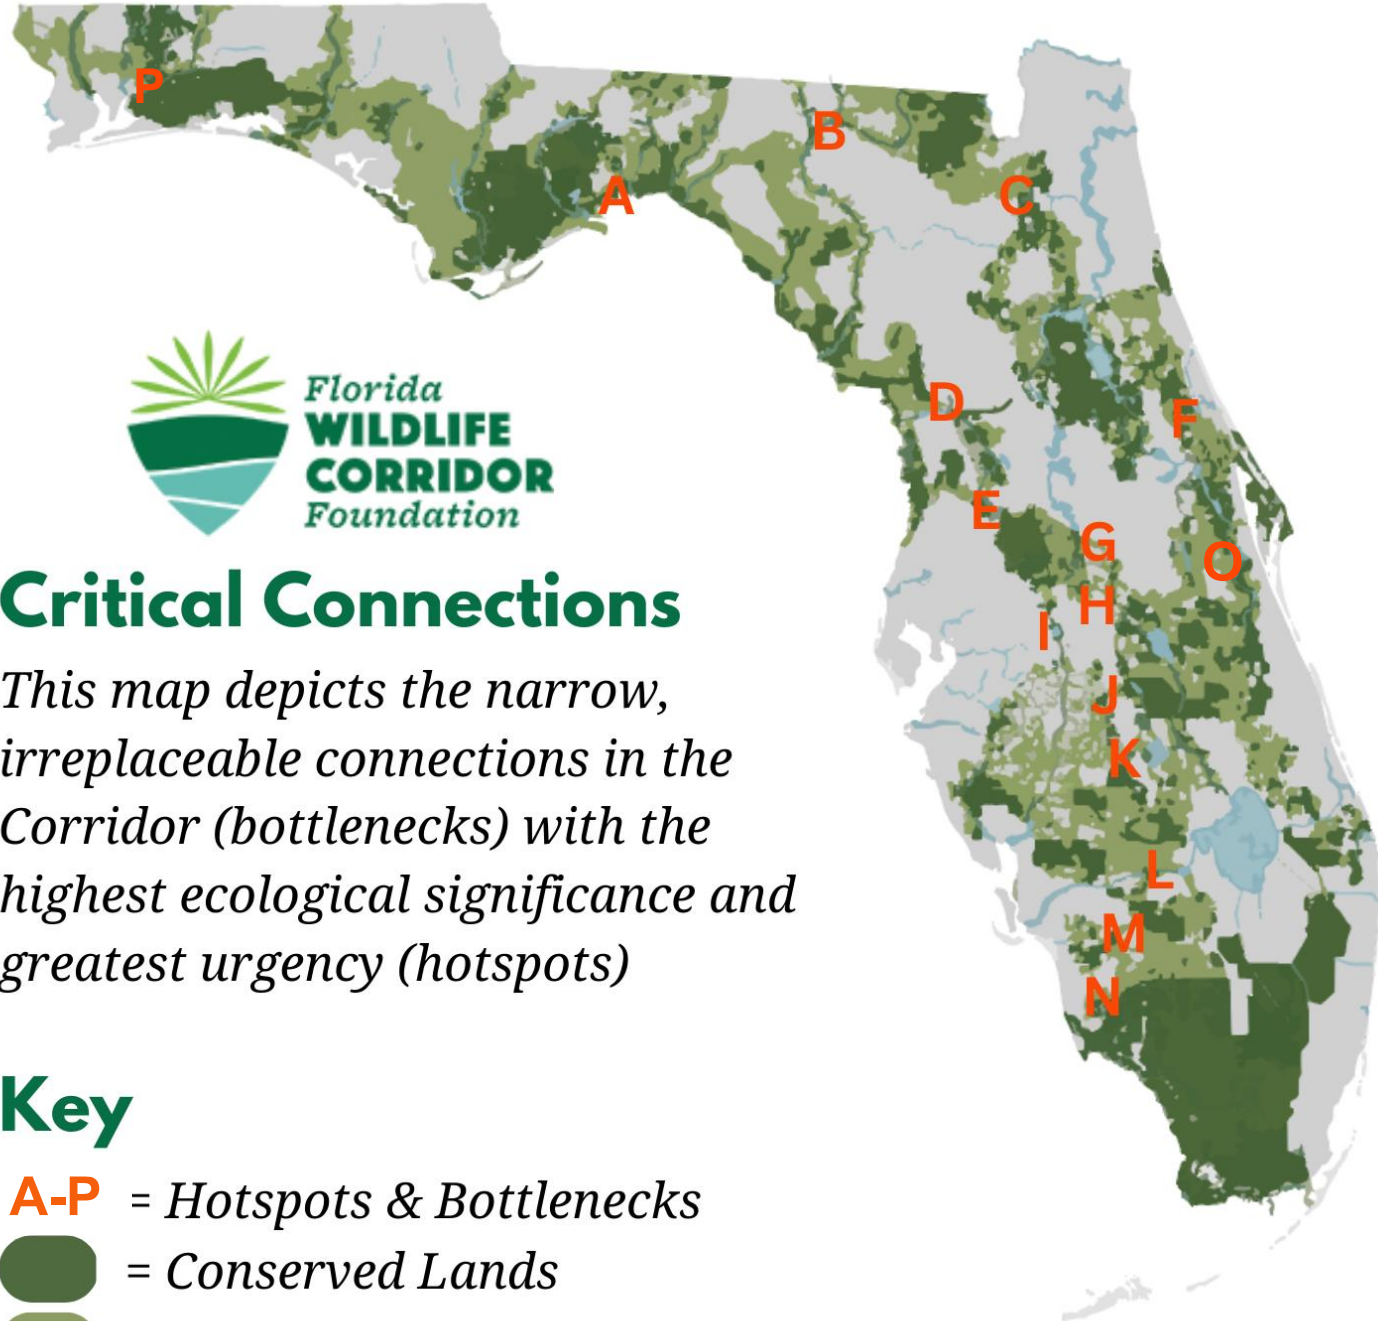 P
B
A
C
Florida
WILDLIFE
CORRIDOR
Foundation
D
F
E
G
O
H
I
J
K
L
M
N
Critical Connections
This map depicts the narrow,
irreplaceable connections in the
Corridor (bottlenecks) with the
highest ecological significance and
greatest urgency (hotspots)
Key
A-P = Hotspots & Bottlenecks
= Conserved Lands